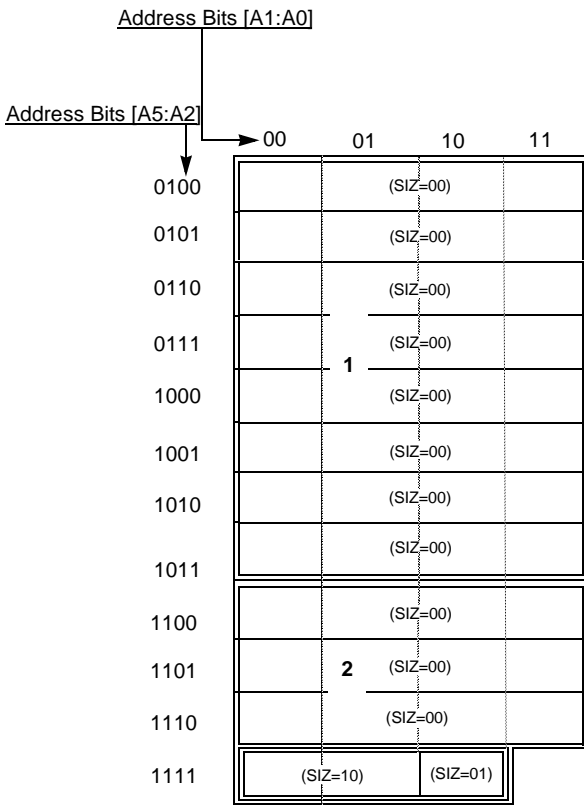 Address Bits [A1:A0]
Address Bits [A5:A2]
00 01 10 11
0100 (SIZ=00)
0101 (SIZ=00)
0110 (SIZ=00)
0111 (SIZ=00)
1
1000 (SIZ=00)
1001 (SIZ=00)
1010 (SIZ=00)
1011 (SIZ=00)
1100 (SIZ=00)
1101 2 (SIZ=00)
1110 (SIZ=00)
1111 (SIZ=10) (SIZ=01)